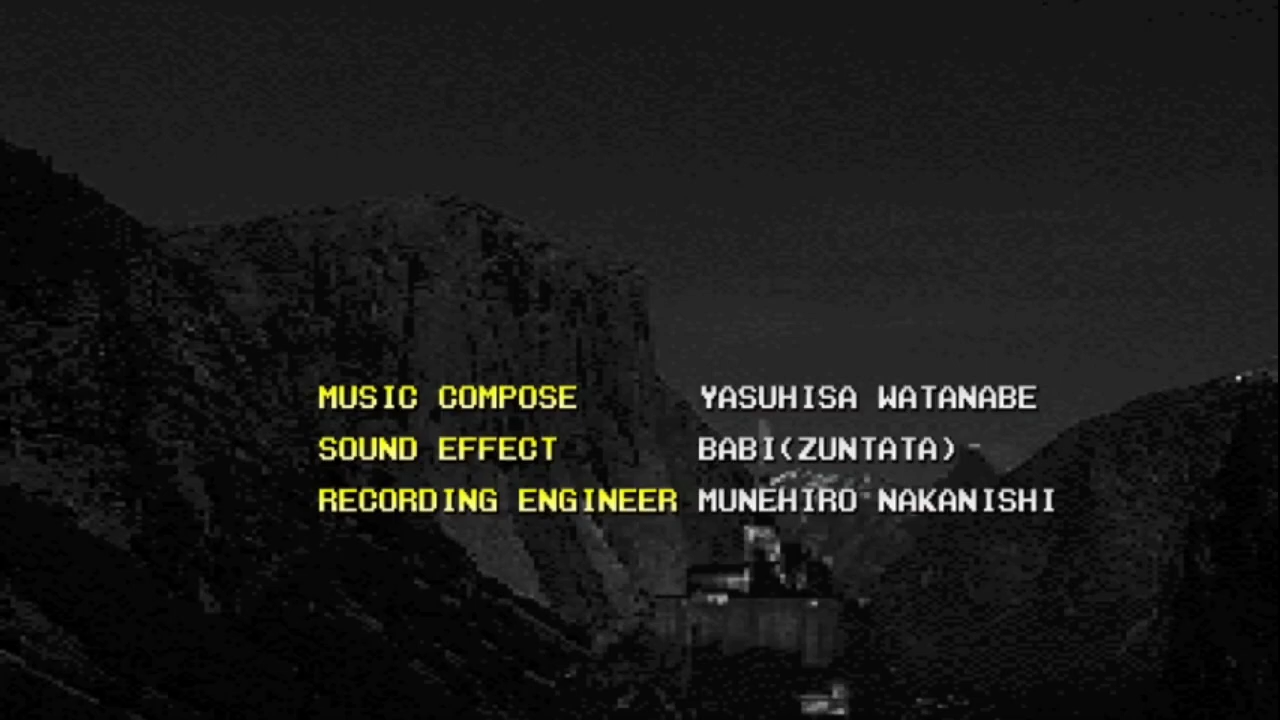 MUSIC COMPOSE YASUHISA WATANABE
SOUND EFFECT BABI(ZUNTATA)
RECORDING ENGINEER MUNEHIRO NAKANISHI